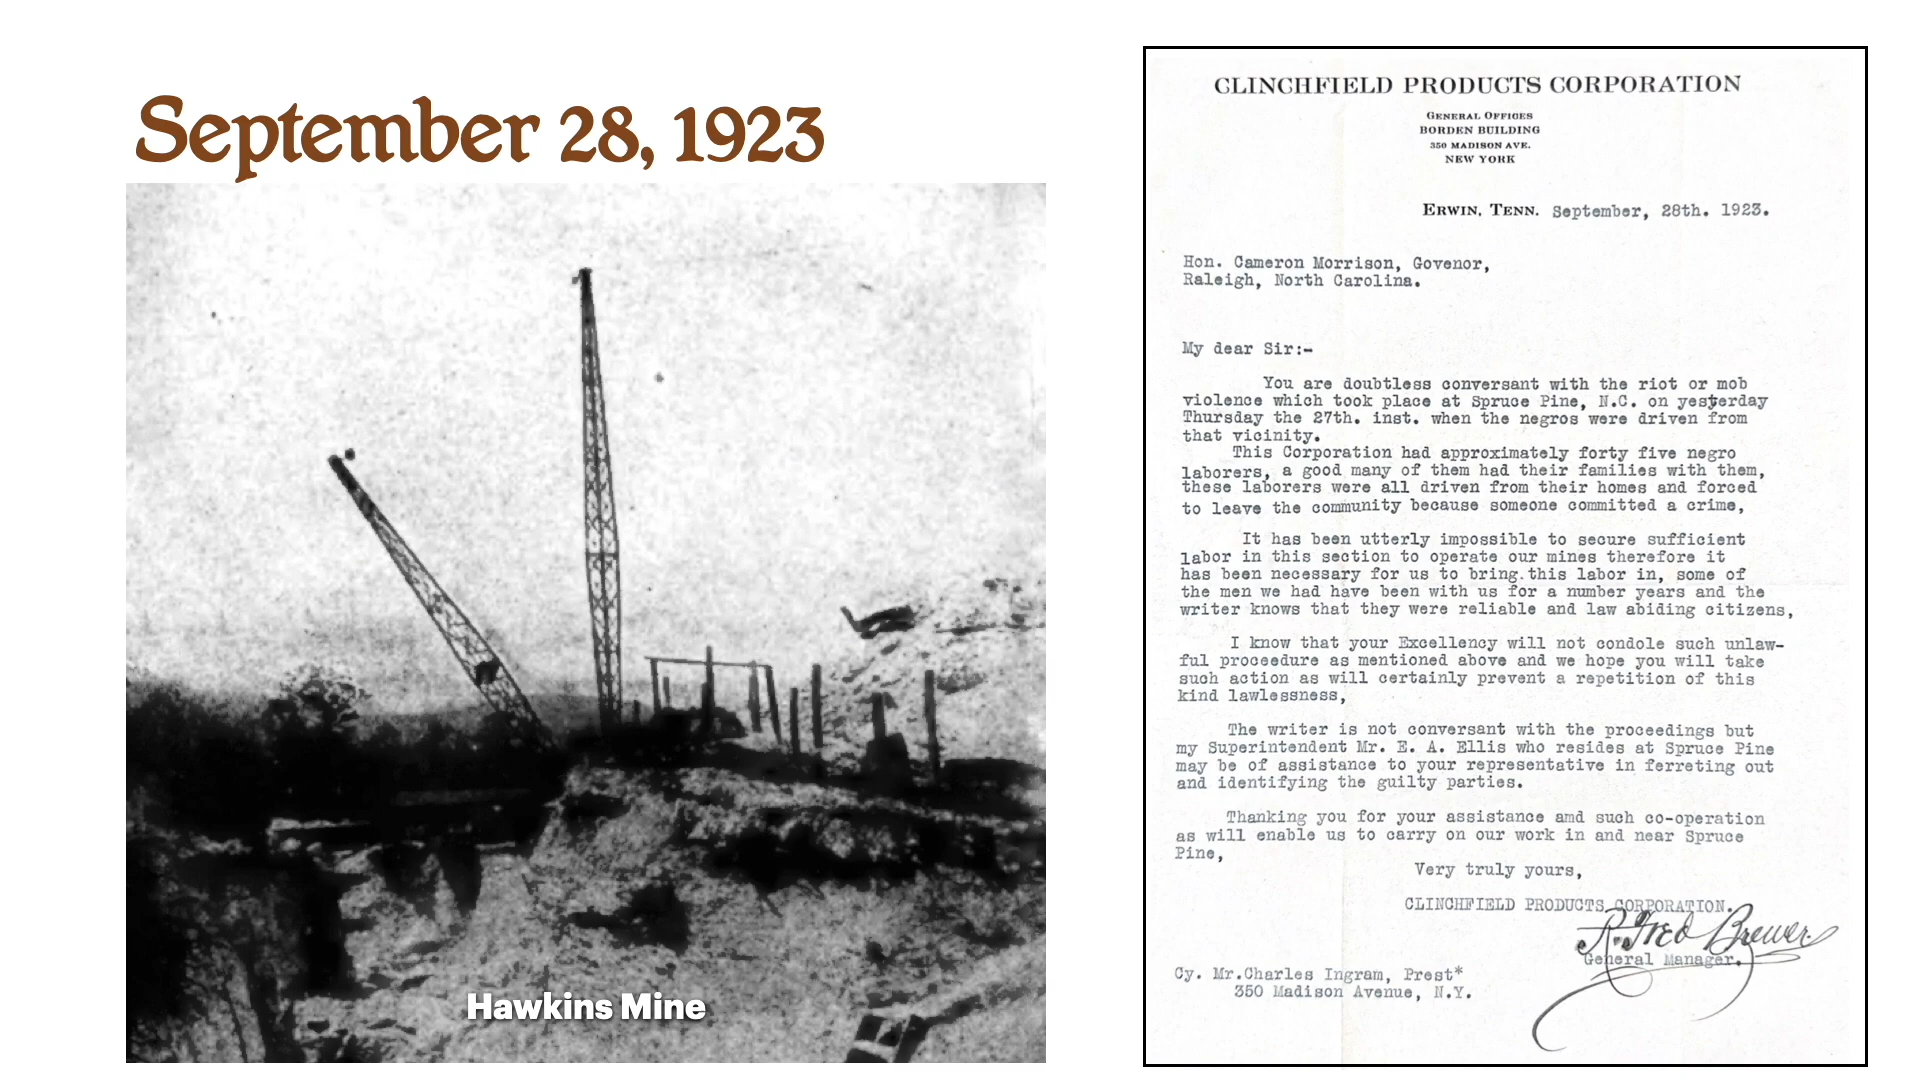 September 28, 1923
Hawkins Mine
CLINCHFIELD PRODUCTS CORPORATION
GENERAL OFFICES
BORDEN BUILDING
350 MADISON AVE.
NEW YORK
ERWIN, TENN. September, 28th. 1923.
Hon. Cameron Morrison, Govenor,
Raleigh, North Carolina.
My dear Sir:-
You are doubtless conversant with the riot or mob
violence which took place at Spruce Pine, N.C. on yesterday
Thursday the 27th. inst. when the negros were driven from
that vicinity.
This Corporation had approximately forty five negro
laborers, a good many of them had their families with them,
these laborers were all driven from their homes and forced
to leave the community because someone committed a crime,
It has been utterly impossible to secure sufficient
labor in this section to operate our mines therefore it
has been necessary for us to bring.this labor in, some of
the men we had have been with us for a number years and the
writer knows that they were reliable and law abiding citizens,
I know that your Excellency will not condole such unlaw-
ful proceedure as mentioned above and we hope you will take
such action as will certainly prevent a repetition of this
kind lawlessness,
The writer is not conversant with the proceedings but
my Superintendent Mr. E. A. Ellis who resides at Spruce Pine
may be of assistance to your representative in ferreting out
and identifying the guilty parties.
Thanking you for your assistance amd such co-operation
as will enable us to carry on our work in and near Spruce
Pine,
Very truly yours,
CLINCHFIELD PRODUCTS CORPORATION.
R. Fred Brewer
General Manager.
Cy. Mr.Charles Ingram, Prest*
350 Madison Avenue, N.Y.